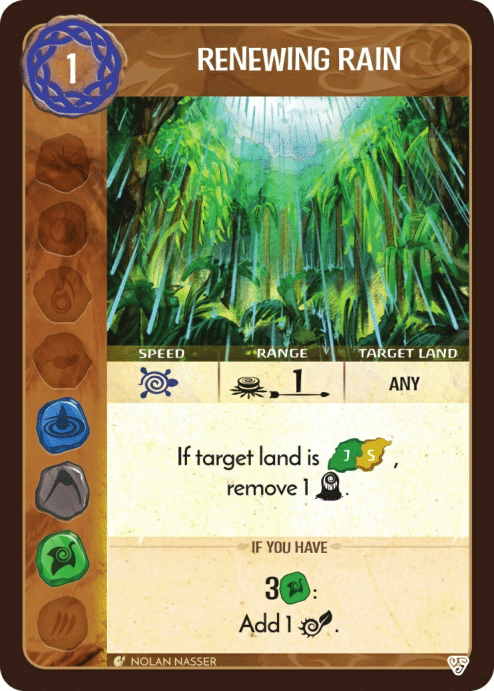 1
RENEWING RAIN
SPEED RANGE TARGET LAND
1 ANY
If target land is J S ,
remove 1 .
IF YOU HAVE
3 :
Add 1 .
NOLAN NASSER